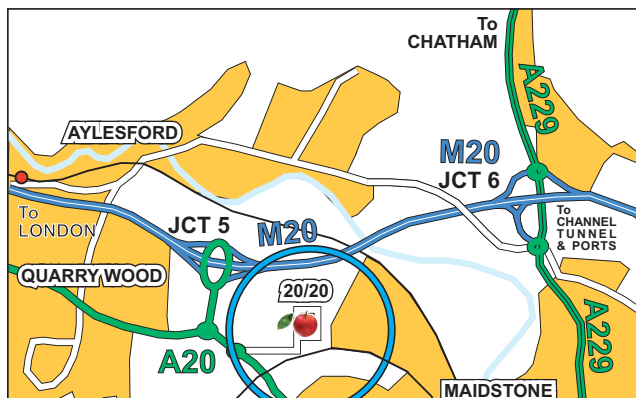 To
CHATHAM
A229
AYLESFORD
M20
JCT 6
To
LONDON
JCT 5
M20
To
CHANNEL
TUNNEL
& PORTS
QUARRY WOOD
20/20
A20
A229
MAIDSTONE